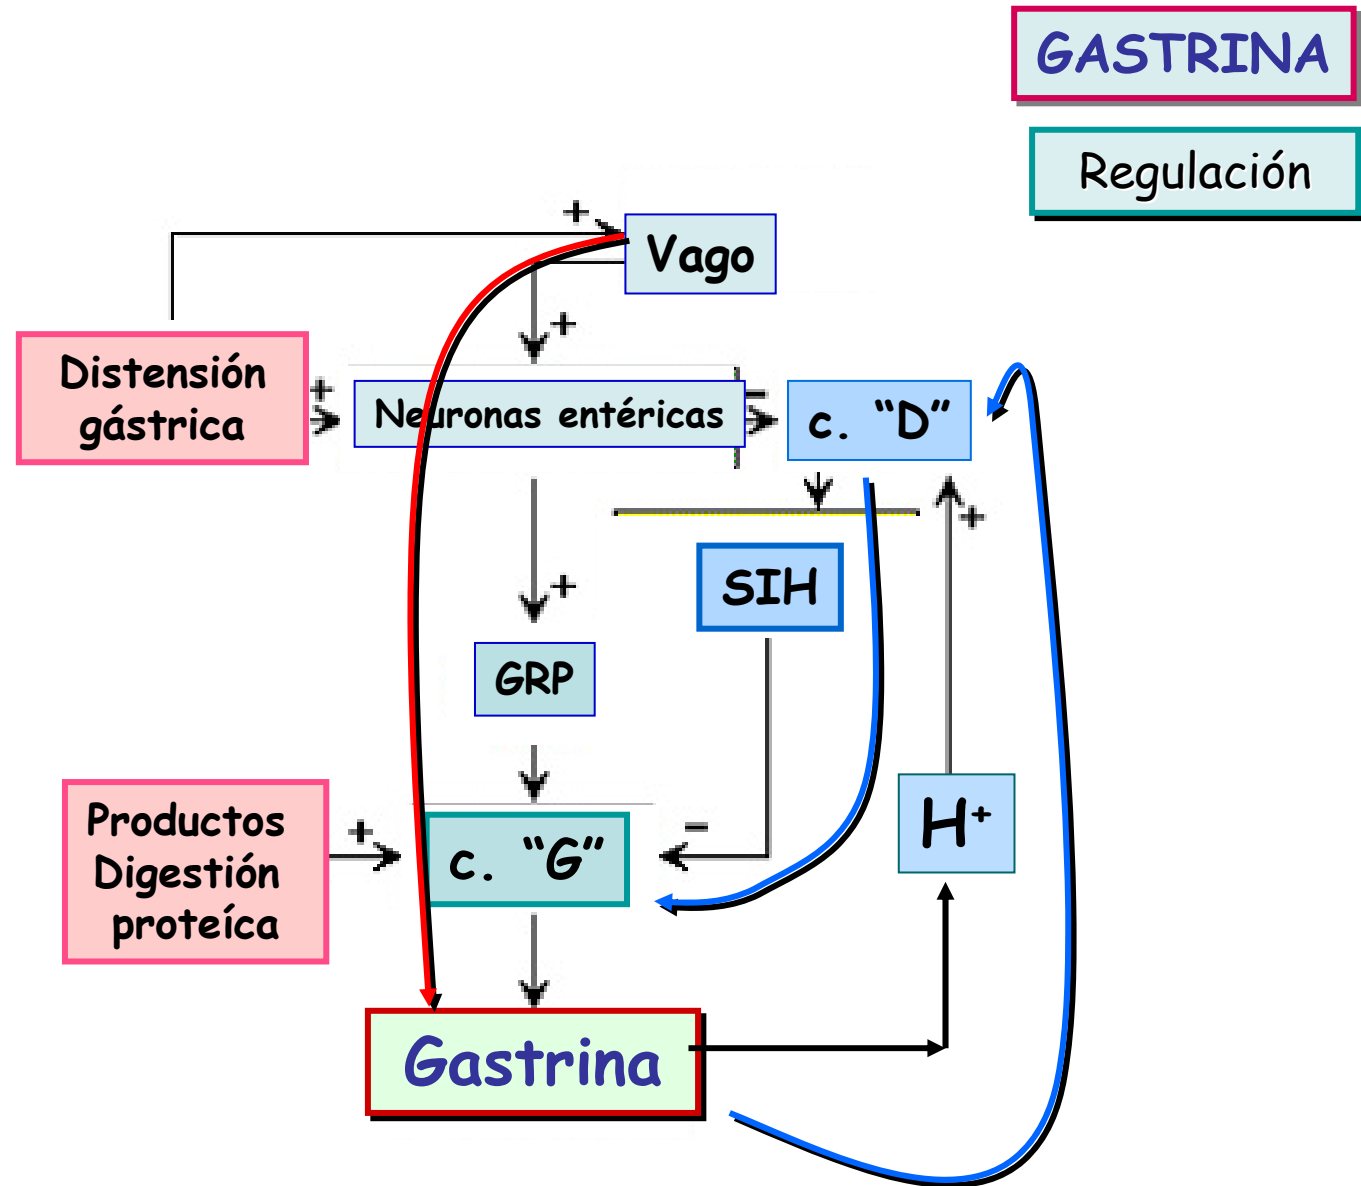 GASTRINA
Regulación
+
Vago
+
Distensión
gástrica
+
Neuronas entéricas
-
c. “D”
+
SIH
+
GRP
Productos
Digestión
proteíca
+
c. “G”
-
H+
Gastrina